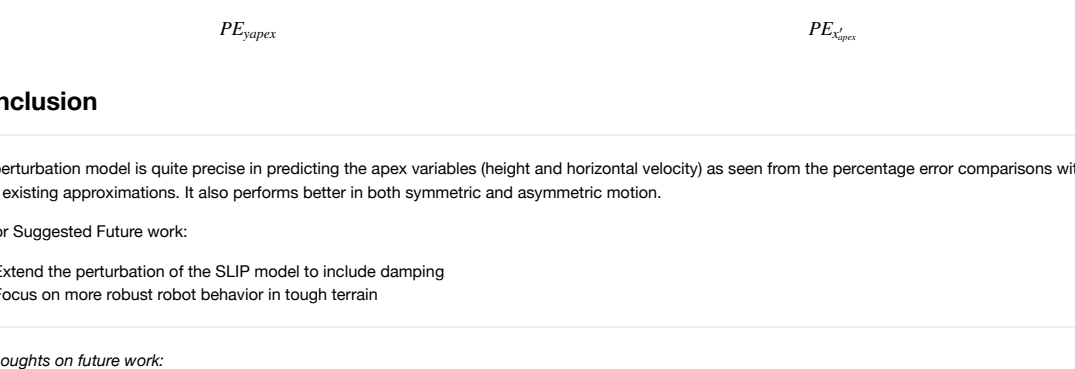 PE_yapex PE_x'apex
nclusion
erturbation model is quite precise in predicting the apex variables (height and horizontal velocity) as seen from the percentage error comparisons wit
existing approximations. It also performs better in both symmetric and asymmetric motion.
or Suggested Future work:
Extend the perturbation of the SLIP model to include damping
Focus on more robust robot behavior in tough terrain
oughts on future work: